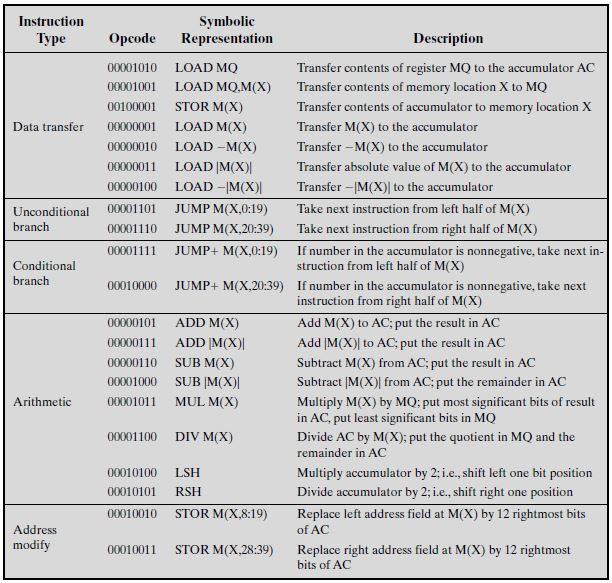 Instruction Type Opcode Symbolic Representation Description
Data transfer
00001010 LOAD MQ Transfer contents of register MQ to the accumulator AC
00001001 LOAD MQ,M(X) Transfer contents of memory location X to MQ
00100001 STOR M(X) Transfer contents of accumulator to memory location X
00000001 LOAD M(X) Transfer M(X) to the accumulator
00000010 LOAD −M(X) Transfer −M(X) to the accumulator
00000011 LOAD |M(X)| Transfer absolute value of M(X) to the accumulator
00000100 LOAD −|M(X)| Transfer −|M(X)| to the accumulator
Unconditional
branch
00001101 JUMP M(X,0:19) Take next instruction from left half of M(X)
00001110 JUMP M(X,20:39) Take next instruction from right half of M(X)
Conditional
branch
00001111 JUMP+ M(X,0:19) If number in the accumulator is nonnegative, take next in-
struction from left half of M(X)
00010000 JUMP+ M(X,20:39) If number in the accumulator is nonnegative, take next
instruction from right half of M(X)
Arithmetic
00000101 ADD M(X) Add M(X) to AC; put the result in AC
00000111 ADD |M(X)| Add |M(X)| to AC; put the result in AC
00000110 SUB M(X) Subtract M(X) from AC; put the result in AC
00001000 SUB |M(X)| Subtract |M(X)| from AC; put the remainder in AC
00001011 MUL M(X) Multiply M(X) by MQ; put most significant bits of result
in AC, put least significant bits in MQ
00001100 DIV M(X) Divide AC by M(X); put the quotient in MQ and the
remainder in AC
00010100 LSH Multiply accumulator by 2; i.e., shift left one bit position
00010101 RSH Divide accumulator by 2; i.e., shift right one position
Address
modify
00010010 STOR M(X,8:19) Replace left address field at M(X) by 12 rightmost bits
of AC
00010011 STOR M(X,28:39) Replace right address field at M(X) by 12 rightmost
bits of AC